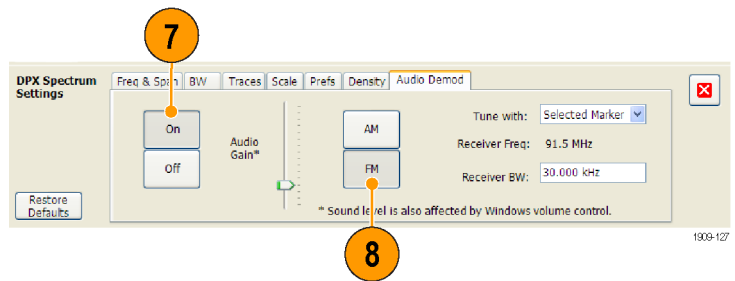 7
DPX Spectrum
Settings
Freq & Span BW Traces Scale Prefs Density Audio Demod
On
Off
Audio
Gain*
AM
FM
Tune with: Selected Marker
Receiver Freq: 91.5 MHz
Receiver BW: 30.000 kHz
* Sound level is also affected by Windows volume control.
Restore
Defaults
8
1909-127